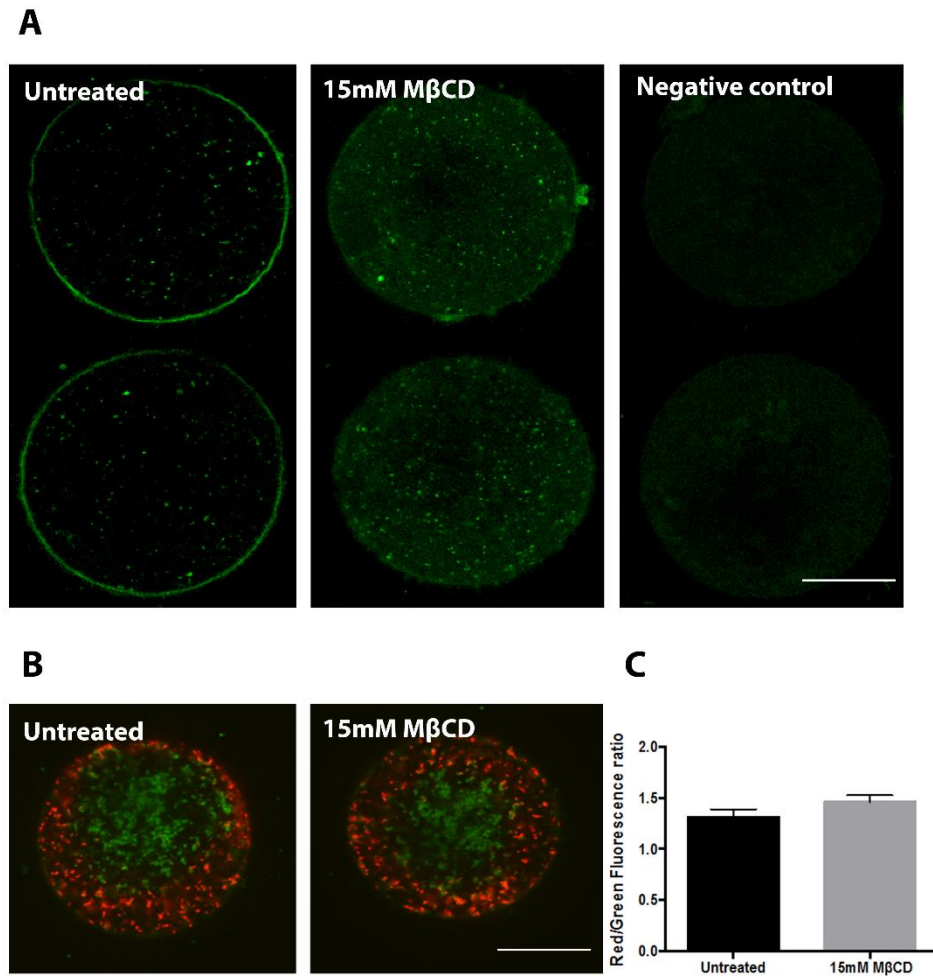 A
Untreated
15mM MβCD
Negative control
B
C
Untreated
15mM MβCD
Red/Green Fluorescence ratio
2.0
1.5
1.0
0.5
0.0
Untreated
15mM MβCD